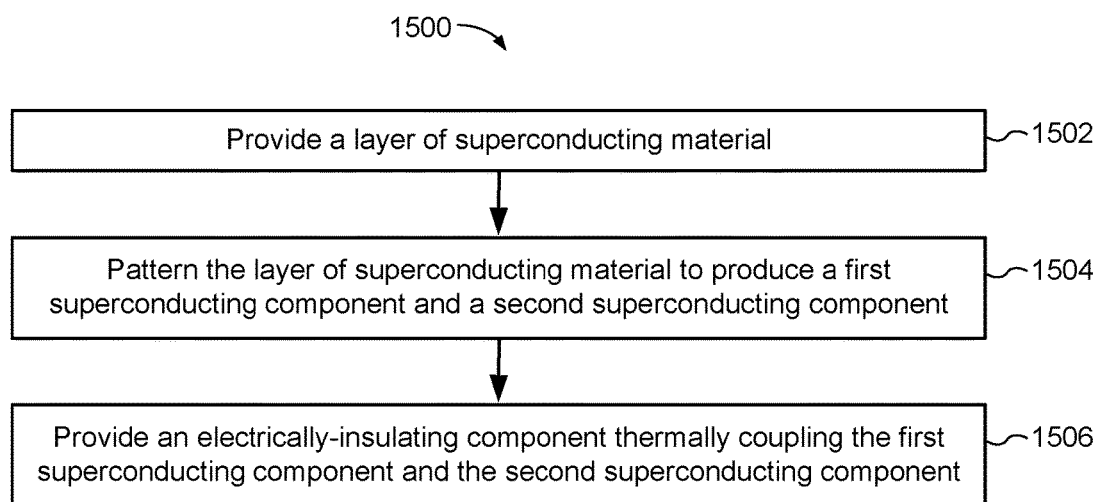 1500
Provide a layer of superconducting material
1502
Pattern the layer of superconducting material to produce a first
superconducting component and a second superconducting component
1504
Provide an electrically-insulating component thermally coupling the first
superconducting component and the second superconducting component
1506